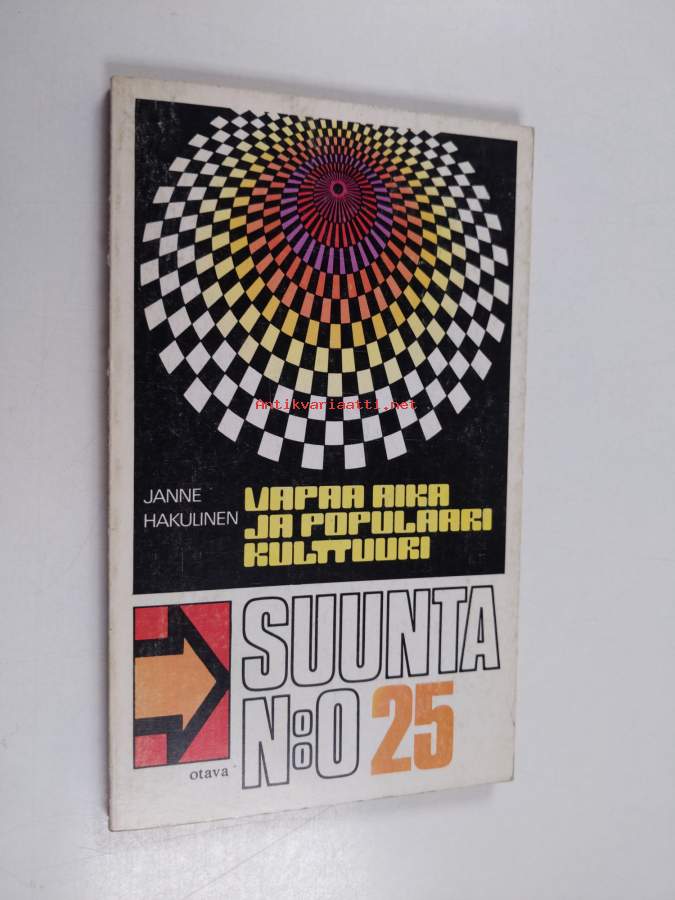 Antikvariaatti.net
JANNE
HAKULINEN
VAPAA AIKA
JA POPULAARI
KULTTUURI
SUUNTA
N:O 25
otava